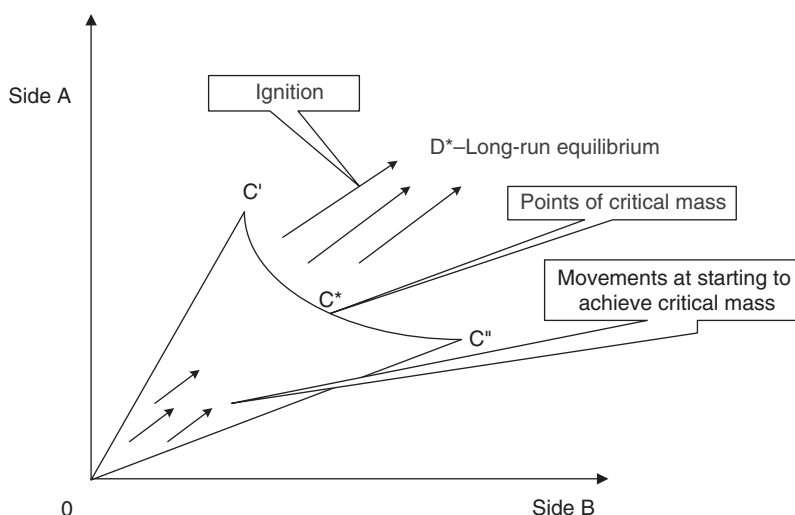 Side A
Ignition
D*–Long-run equilibrium
C'
Points of critical mass
C*
Movements at starting to
achieve critical mass
C"
0
Side B